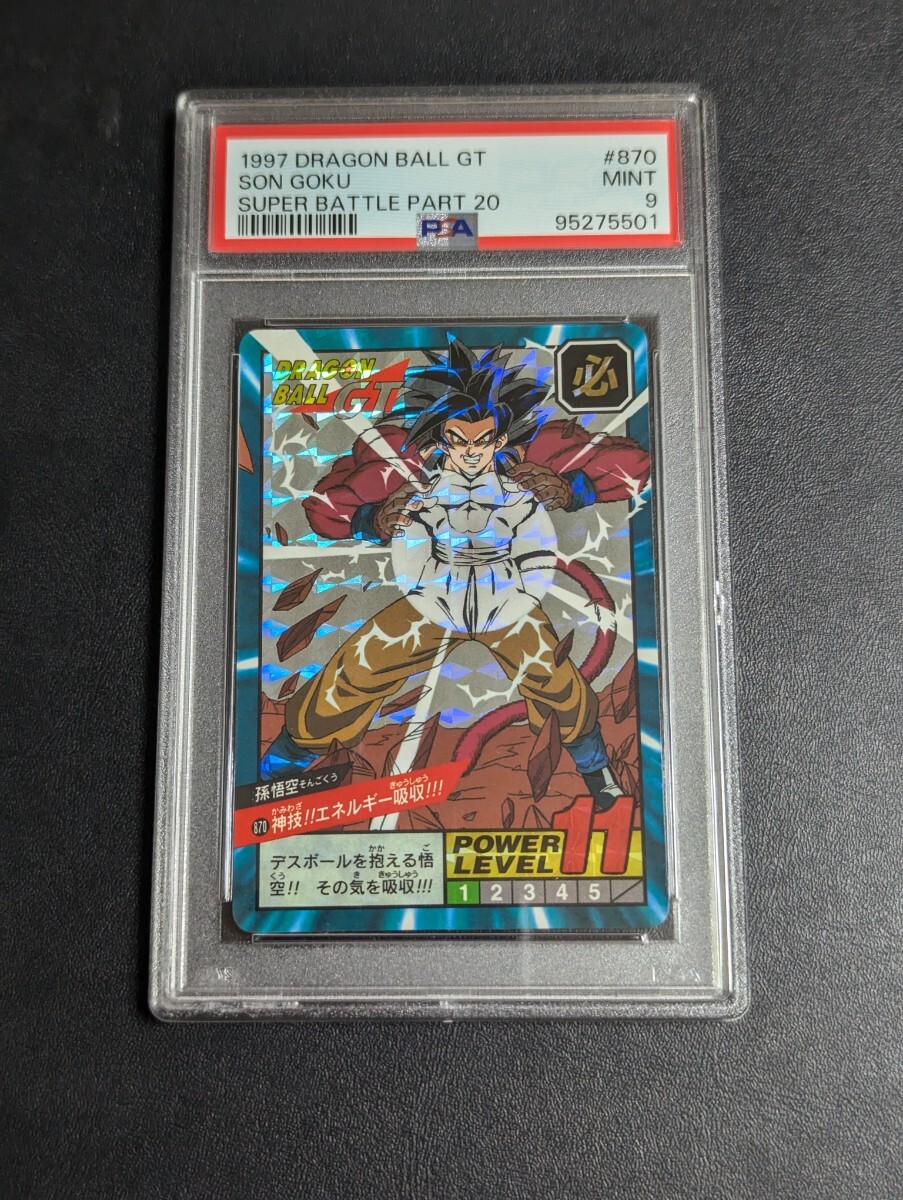 1997 DRAGON BALL GT #870
SON GOKU MINT
SUPER BATTLE PART 20 9
95275501
PSA
DRAGON
BALL GT
必
孫悟空そんごくう
かみわざ きゅうしゅう
870 神技!!エネルギー吸収!!!
かか ご
デスボールを抱える悟
くう き きゅうしゅう
空!! その気を吸収!!!
POWER
LEVEL 11
1 2 3 4 5